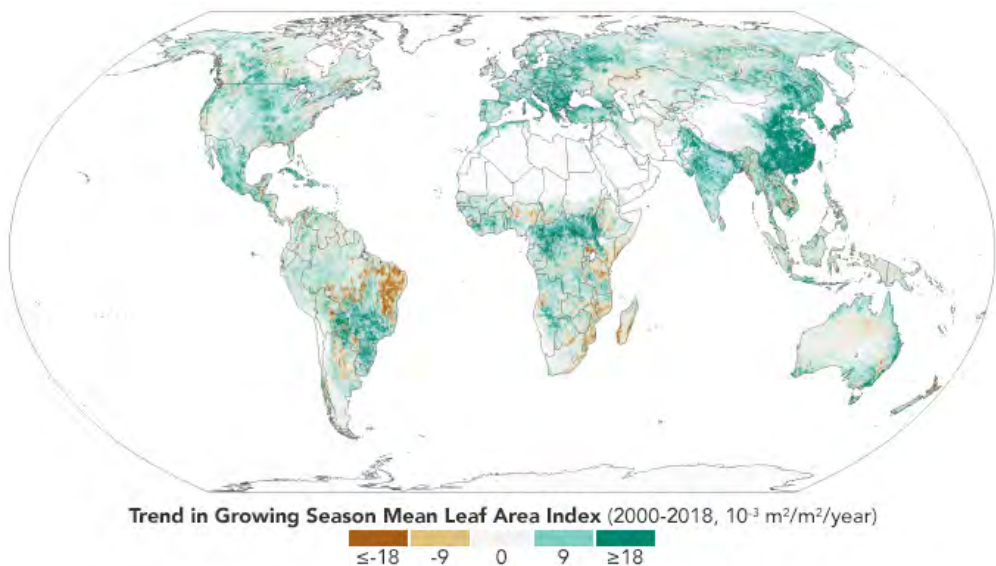 Trend in Growing Season Mean Leaf Area Index (2000-2018, 10⁻³ m²/m²/year)
≤-18 -9 0 9 ≥18